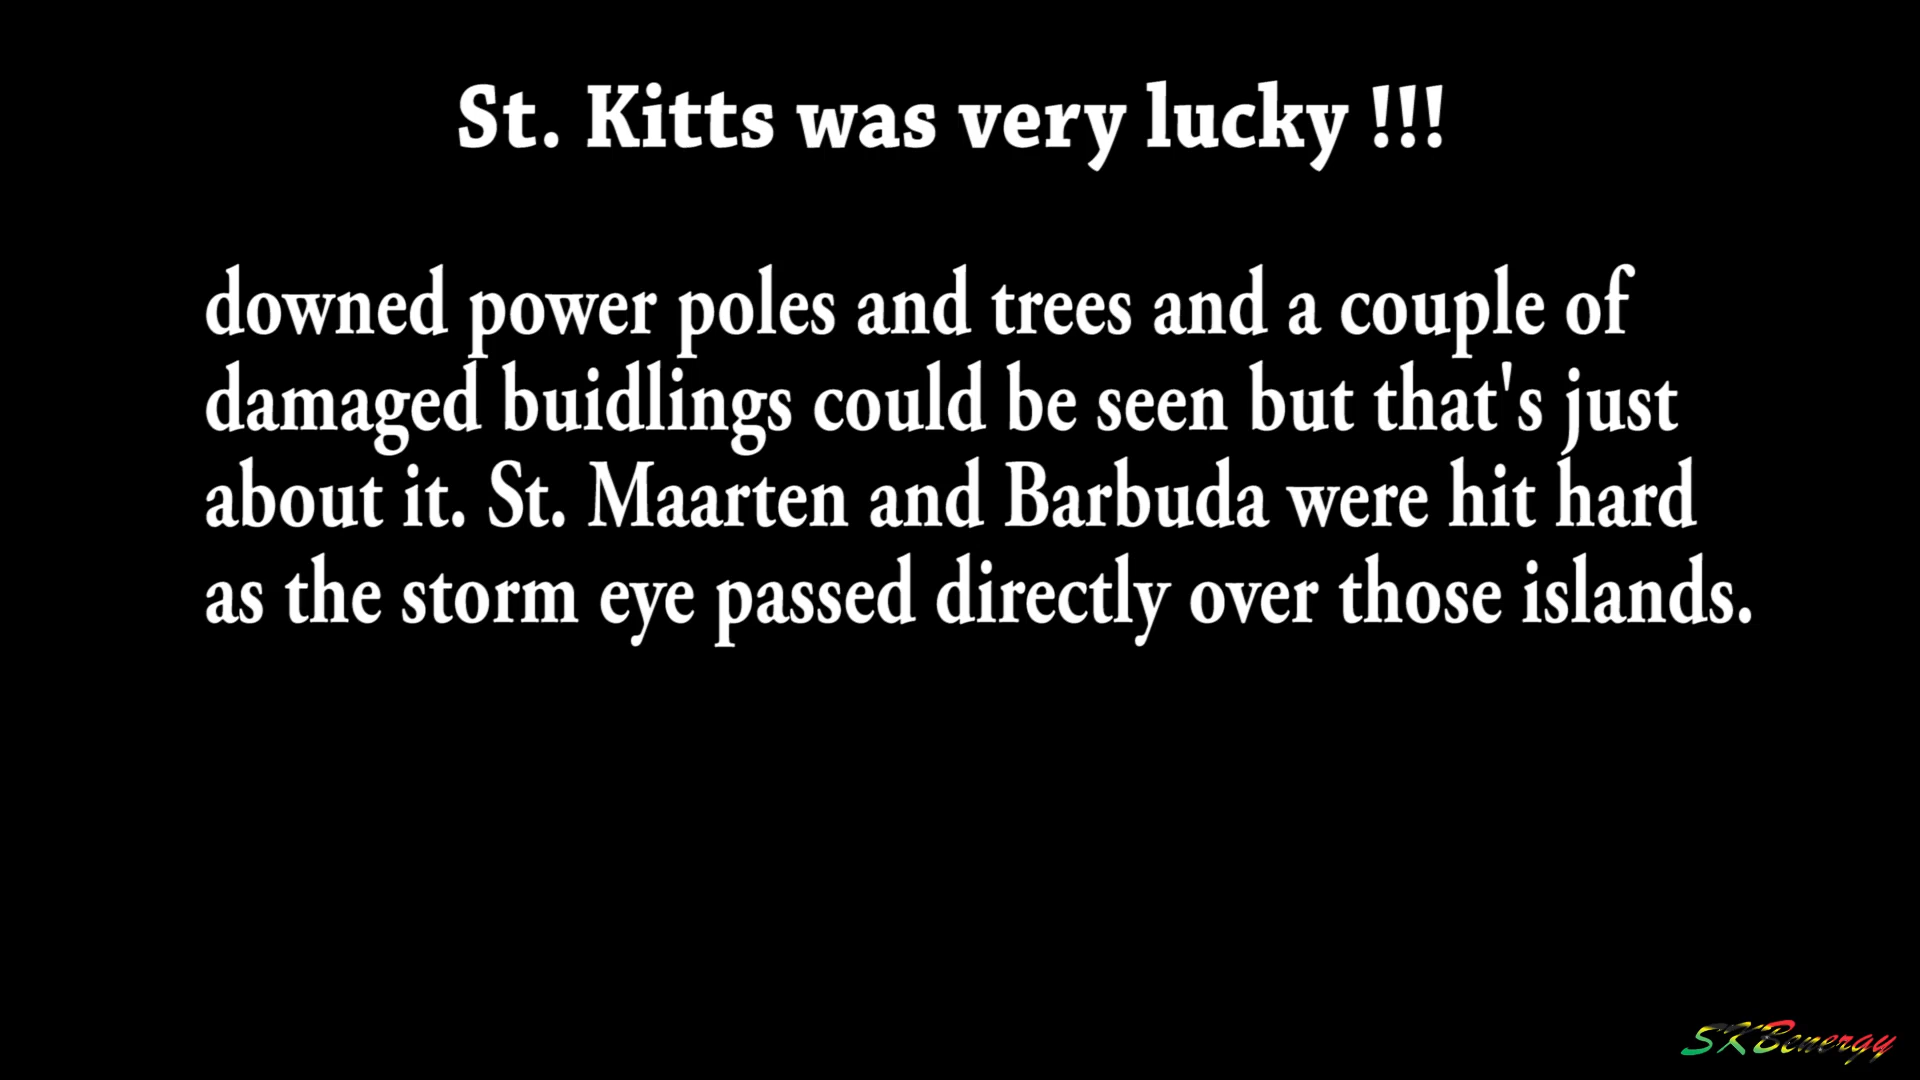 St. Kitts was very lucky !!!
downed power poles and trees and a couple of
damaged buidlings could be seen but that's just
about it. St. Maarten and Barbuda were hit hard
as the storm eye passed directly over those islands.
SKBenergy